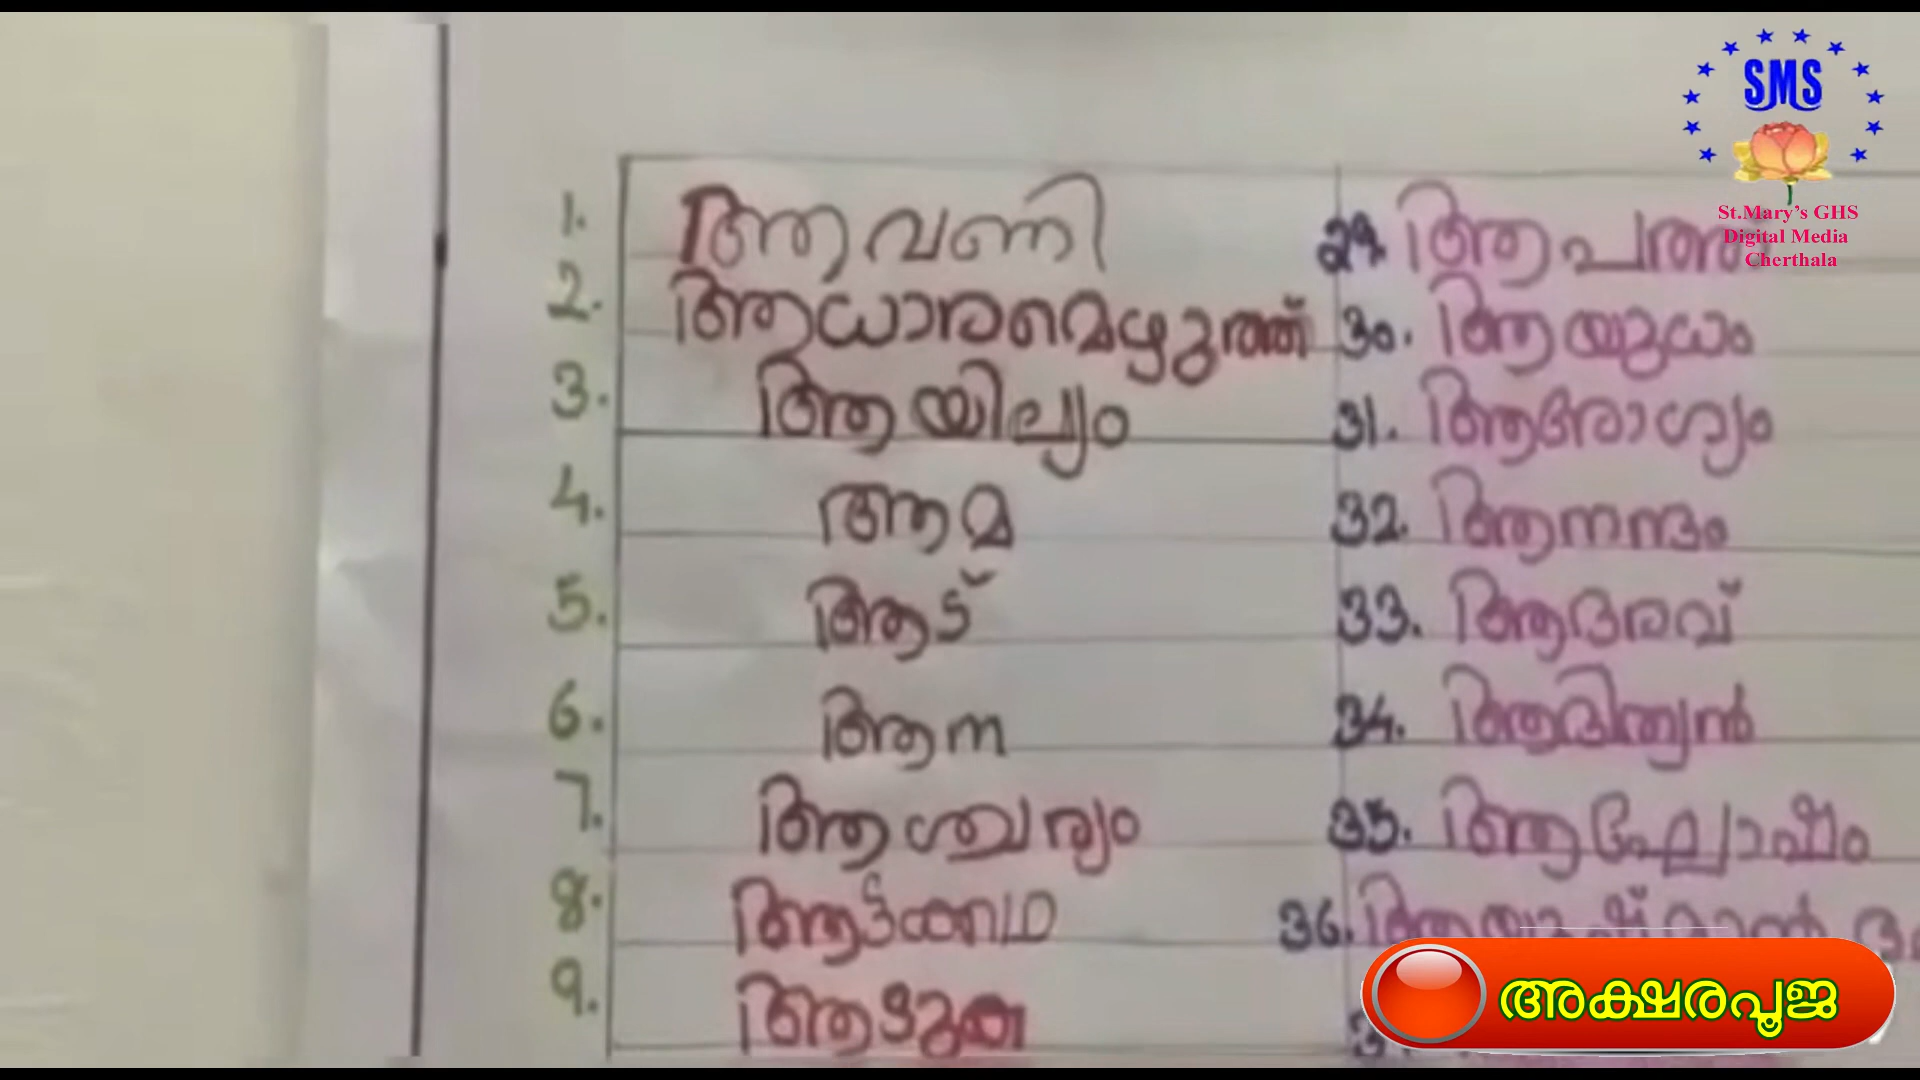 SMS
St.Mary's GHS
Digital Media
Cherthala
1. ആവണി
2. ആധാരമെഴുത്ത്
3. ആയില്യം
4. ആമ
5. ആട്
6. ആന
7. ആശ്ചര്യം
8. ആട്ടക്കഥ
9. ആടുക
29. ആപത്ത്
30. ആയുധം
31. ആരോഗ്യം
32. ആനന്ദം
33. ആദരവ്
34. ആദിത്യൻ
35. ആഘോഷം
36.
അക്ഷരപൂജ